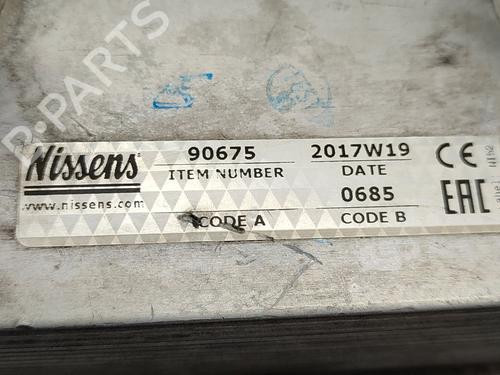 B-PARTS
Nissens
www.nissens.com
90675
ITEM NUMBER
CODE A
2017W19
DATE
0685
CODE B
CE
EAC